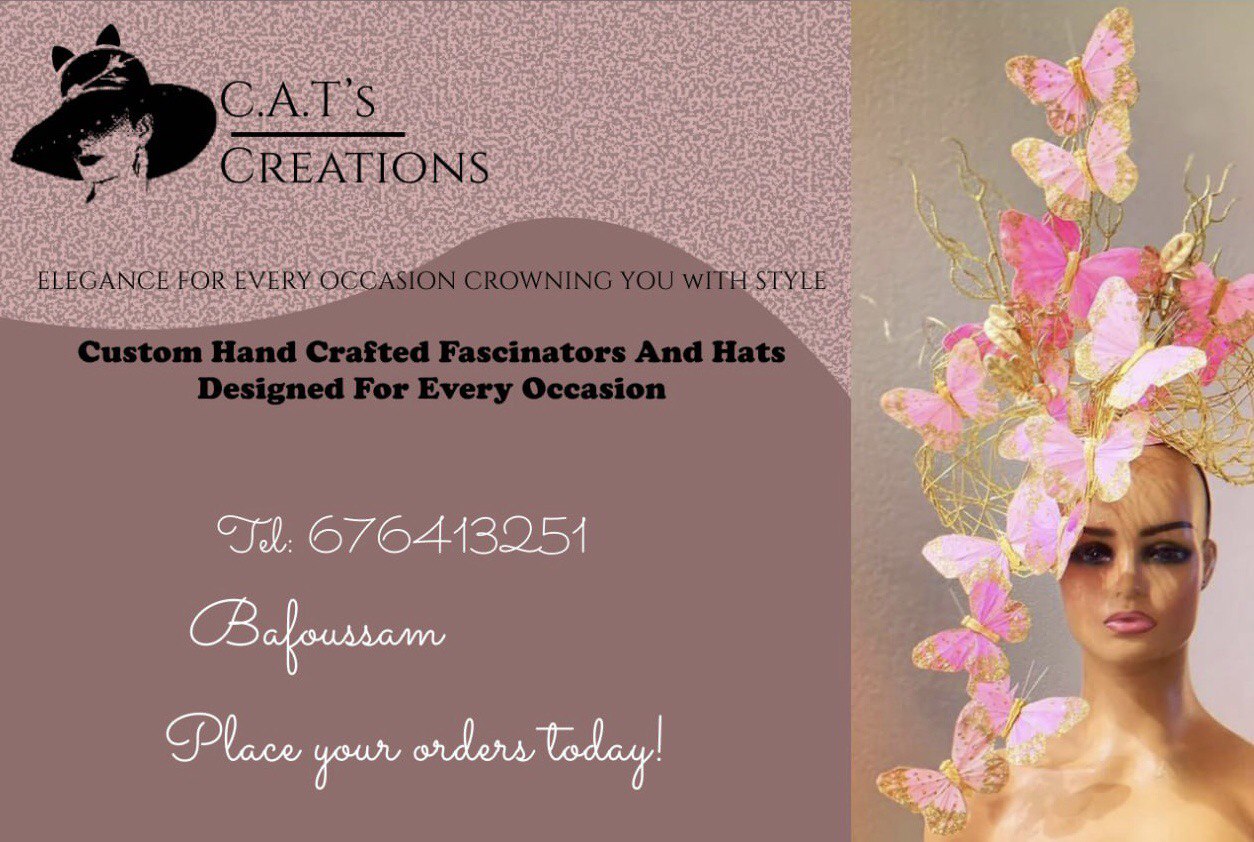 C.A.T's
CREATIONS
ELEGANCE FOR EVERY OCCASION CROWNING YOU WITH STYLE
Custom Hand Crafted Fascinators And Hats
Designed For Every Occasion
Tel: 676413251
Bafoussam
Place your orders today!